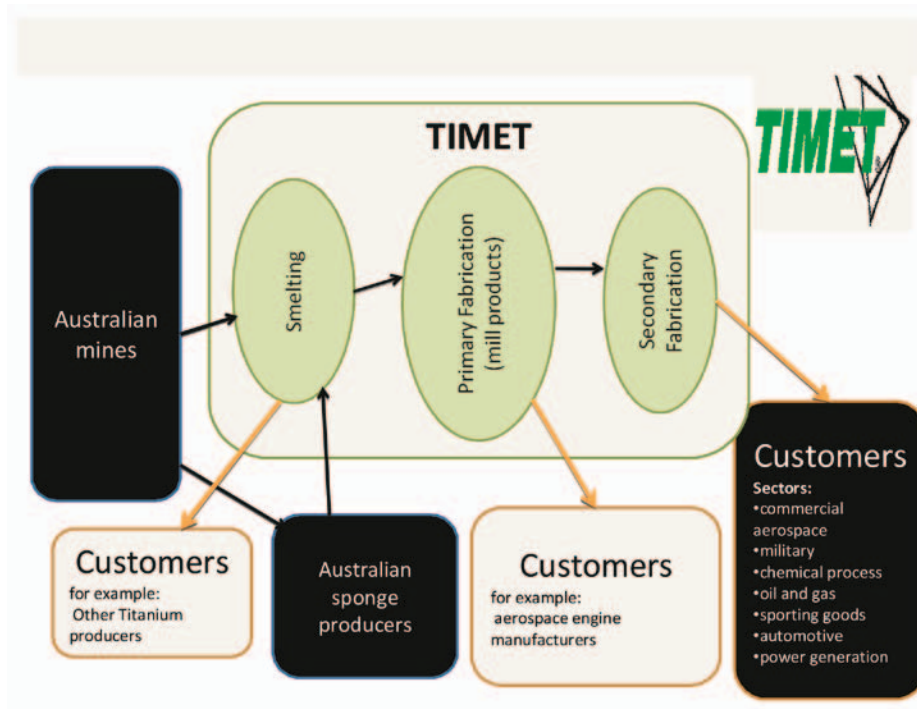 TIMET
TIMET
Australian
mines
Smelting
Primary Fabrication
(mill products)
Secondary
Fabrication
Customers
for example:
Other Titanium
producers
Australian
sponge
producers
Customers
for example:
aerospace engine
manufacturers
Customers
Sectors:
•commercial
aerospace
•military
•chemical process
•oil and gas
•sporting goods
•automotive
•power generation